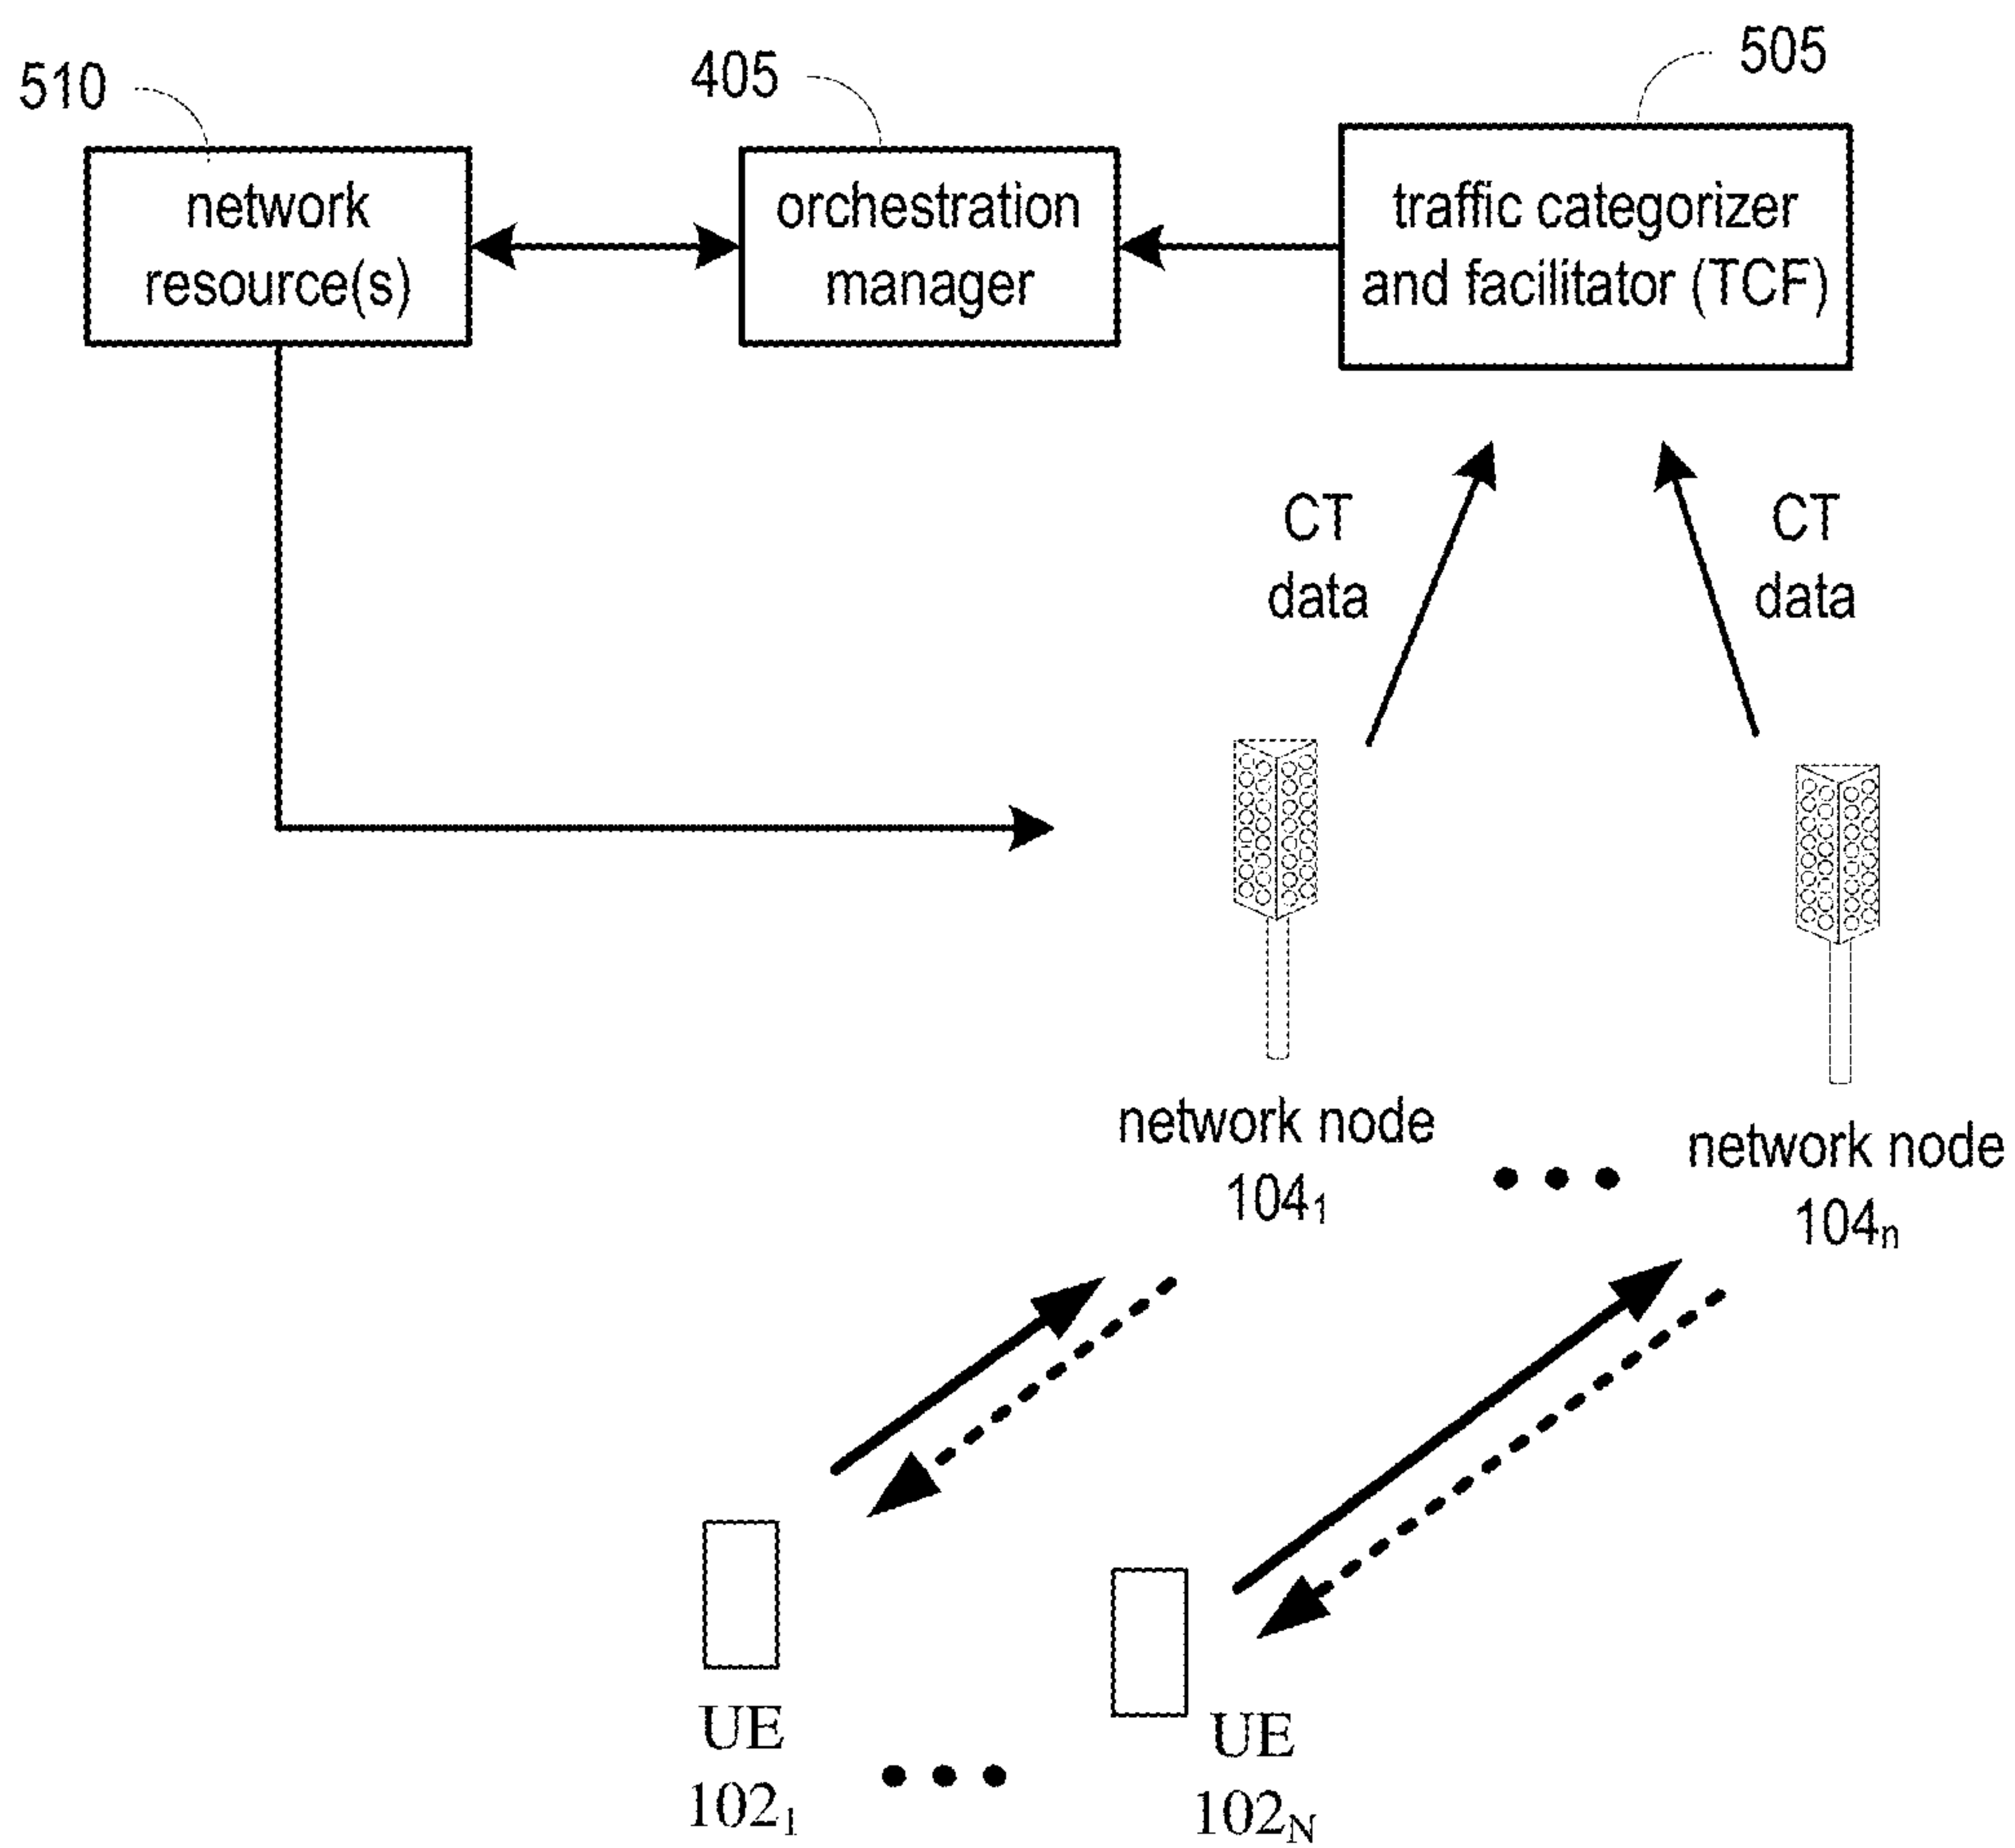 510
405
505
network
resource(s)
orchestration
manager
traffic categorizer
and facilitator (TCF)
CT
data
CT
data
network node
104₁
network node
104ₙ
UE
102₁
UE
102_N